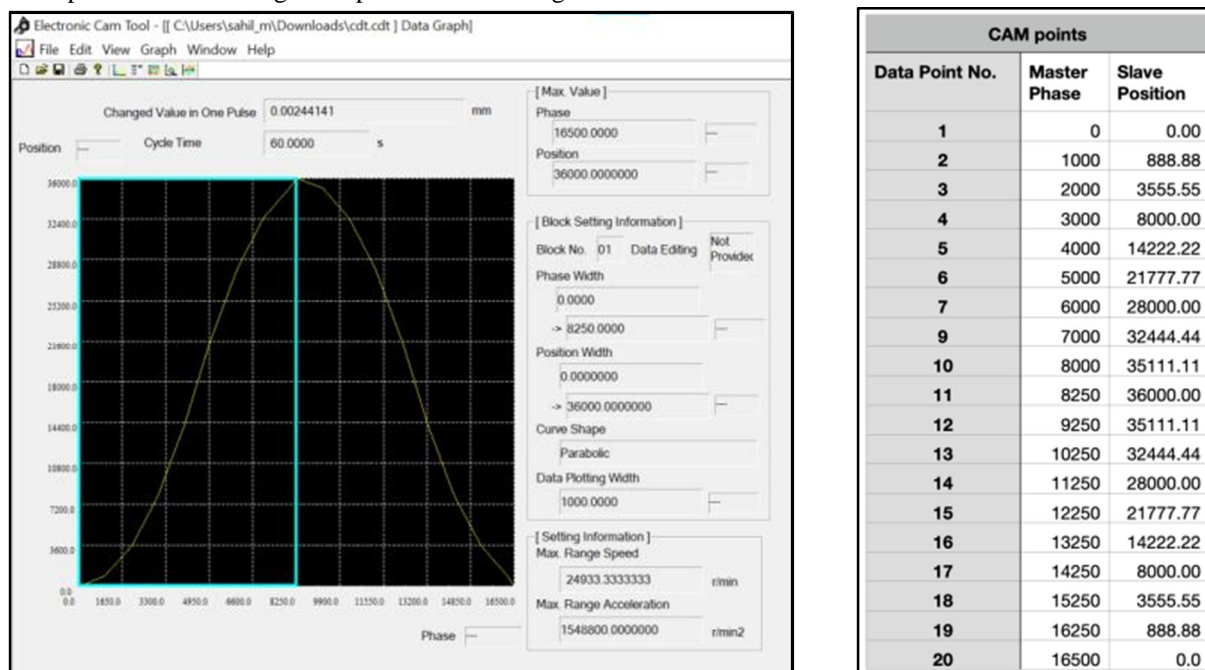 Electronic Cam Tool - [[ C:\Users\sahil_m\Downloads\cdt.cdt ] Data Graph]
File Edit View Graph Window Help
Changed Value in One Pulse 0.00244141 mm
Position --- Cycle Time 60.0000 s
36000.0
32400.0
28800.0
25200.0
21600.0
18000.0
14400.0
10800.0
7200.0
3600.0
0.0
0.0 1650.0 3300.0 4950.0 6600.0 8250.0 9900.0 11550.0 13200.0 14850.0 16500.0
Phase ---
[Max. Value ]
Phase
16500.0000 ---
Position
36000.0000000 ---
[Block Setting Information ]
Block No. 01 Data Editing Not Provided
Phase Width
0.0000
-> 8250.0000 ---
Position Width
0.0000000
-> 36000.0000000 ---
Curve Shape
Parabolic
Data Plotting Width
1000.0000 ---
[Setting Information ]
Max. Range Speed
24933.3333333 r/min
Max. Range Acceleration
1548800.0000000 r/min2
CAM points
Data Point No. Master Phase Slave Position
1 0 0.00
2 1000 888.88
3 2000 3555.55
4 3000 8000.00
5 4000 14222.22
6 5000 21777.77
7 6000 28000.00
9 7000 32444.44
10 8000 35111.11
11 8250 36000.00
12 9250 35111.11
13 10250 32444.44
14 11250 28000.00
15 12250 21777.77
16 13250 14222.22
17 14250 8000.00
18 15250 3555.55
19 16250 888.88
20 16500 0.0